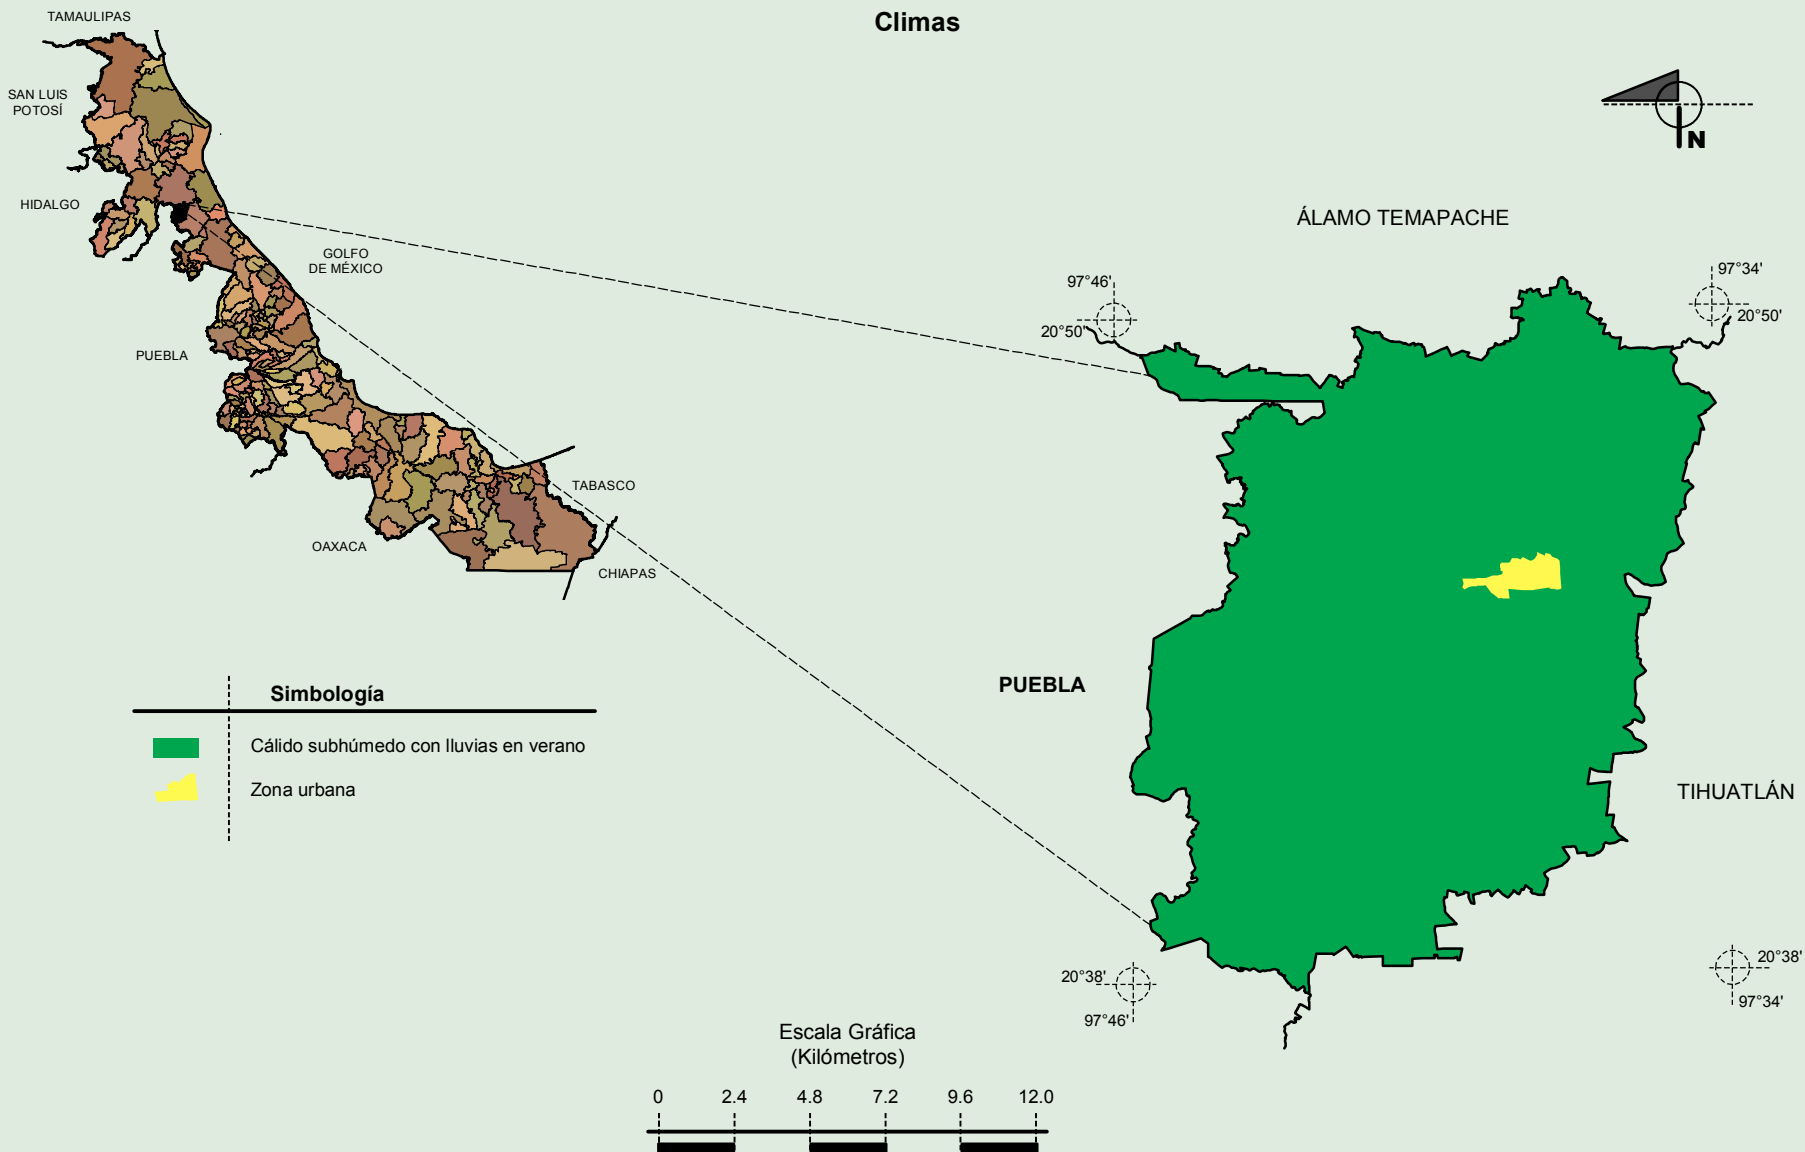 Climas
TAMAULIPAS
SAN LUIS
POTOSÍ
HIDALGO
GOLFO
DE MÉXICO
PUEBLA
TABASCO
OAXACA
CHIAPAS
N
ÁLAMO TEMAPACHE
97°46'
20°50'
97°34'
20°50'
PUEBLA
TIHUATLÁN
20°38'
97°46'
20°38'
97°34'
Simbología
Cálido subhúmedo con lluvias en verano
Zona urbana
Escala Gráfica
(Kilómetros)
0 2.4 4.8 7.2 9.6 12.0